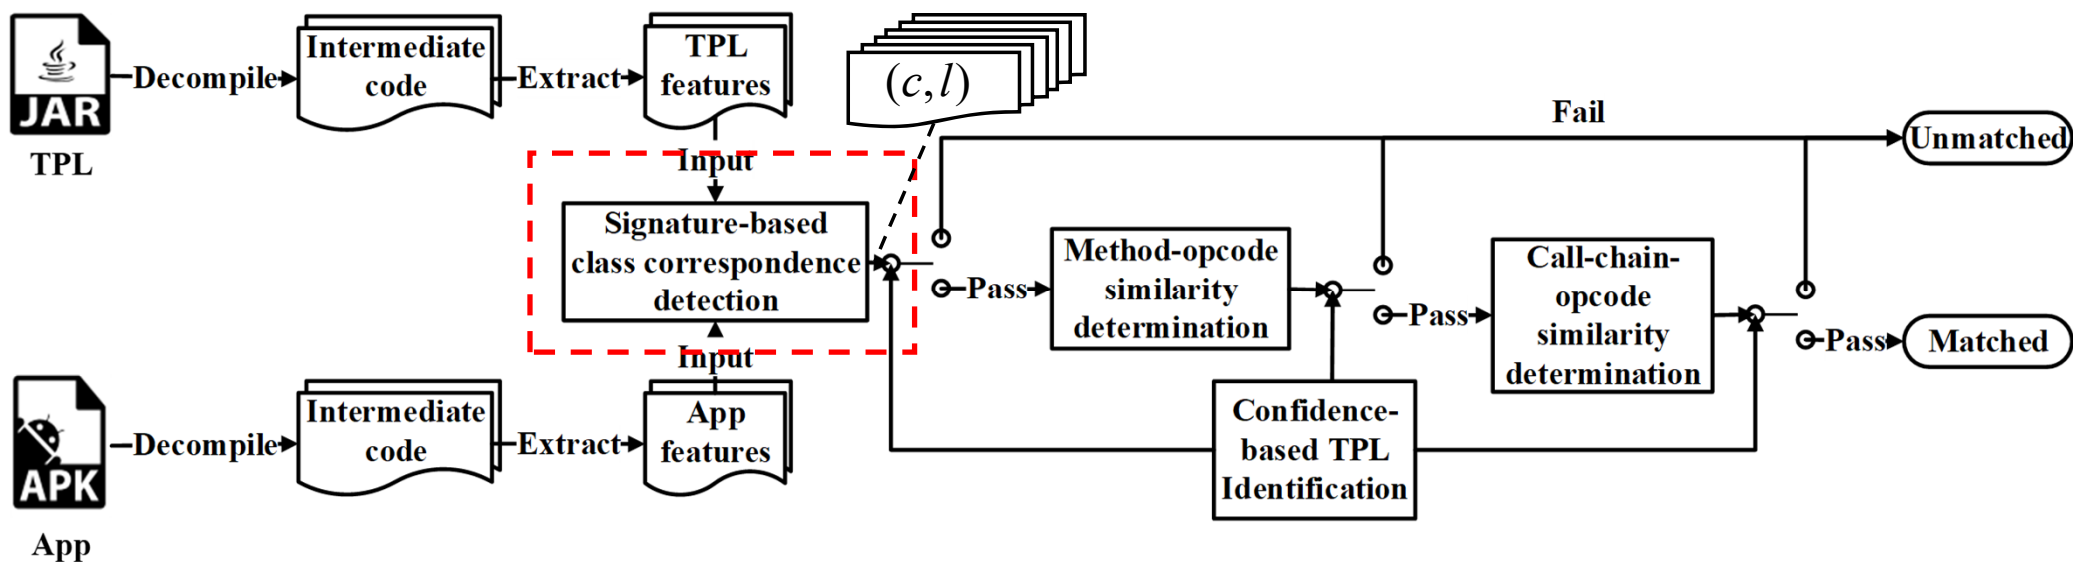 JAR
TPL
Decompile
Intermediate
code
Extract
TPL
features
Input
(c,l)
Signature-based
class correspondence
detection
Input
APK
App
Decompile
Intermediate
code
Extract
App
features
Fail
Unmatched
Pass
Method-opcode
similarity
determination
Pass
Call-chain-
opcode
similarity
determination
Pass
Matched
Confidence-
based TPL
Identification